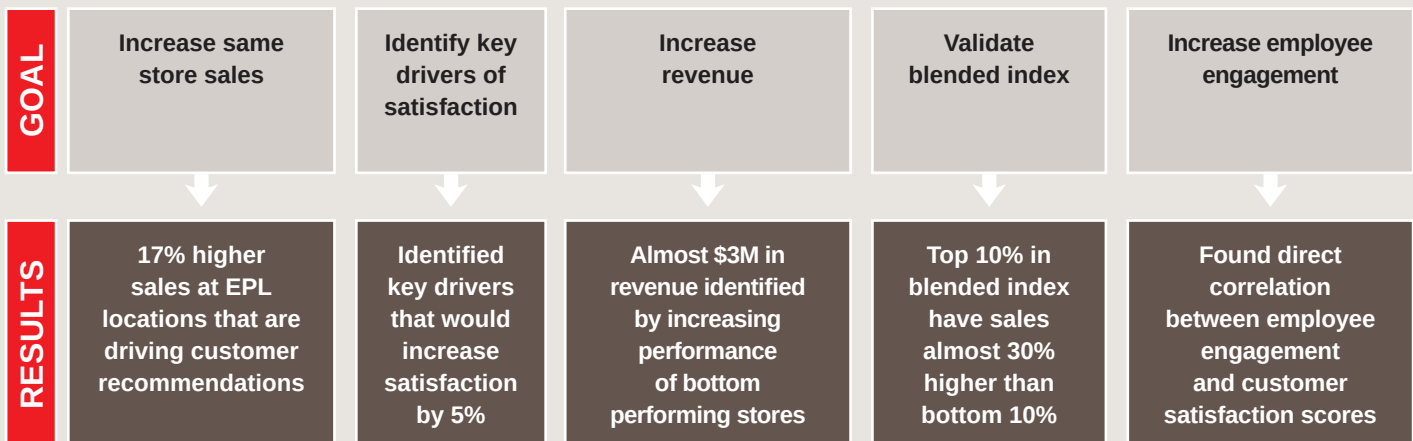 GOAL
Increase same
store sales
Identify key
drivers of
satisfaction
Increase
revenue
Validate
blended index
Increase employee
engagement
RESULTS
17% higher
sales at EPL
locations that are
driving customer
recommendations
Identified
key drivers
that would
increase
satisfaction
by 5%
Almost $3M in
revenue identified
by increasing
performance
of bottom
performing stores
Top 10% in
blended index
have sales
almost 30%
higher than
bottom 10%
Found direct
correlation
between employee
engagement
and customer
satisfaction scores